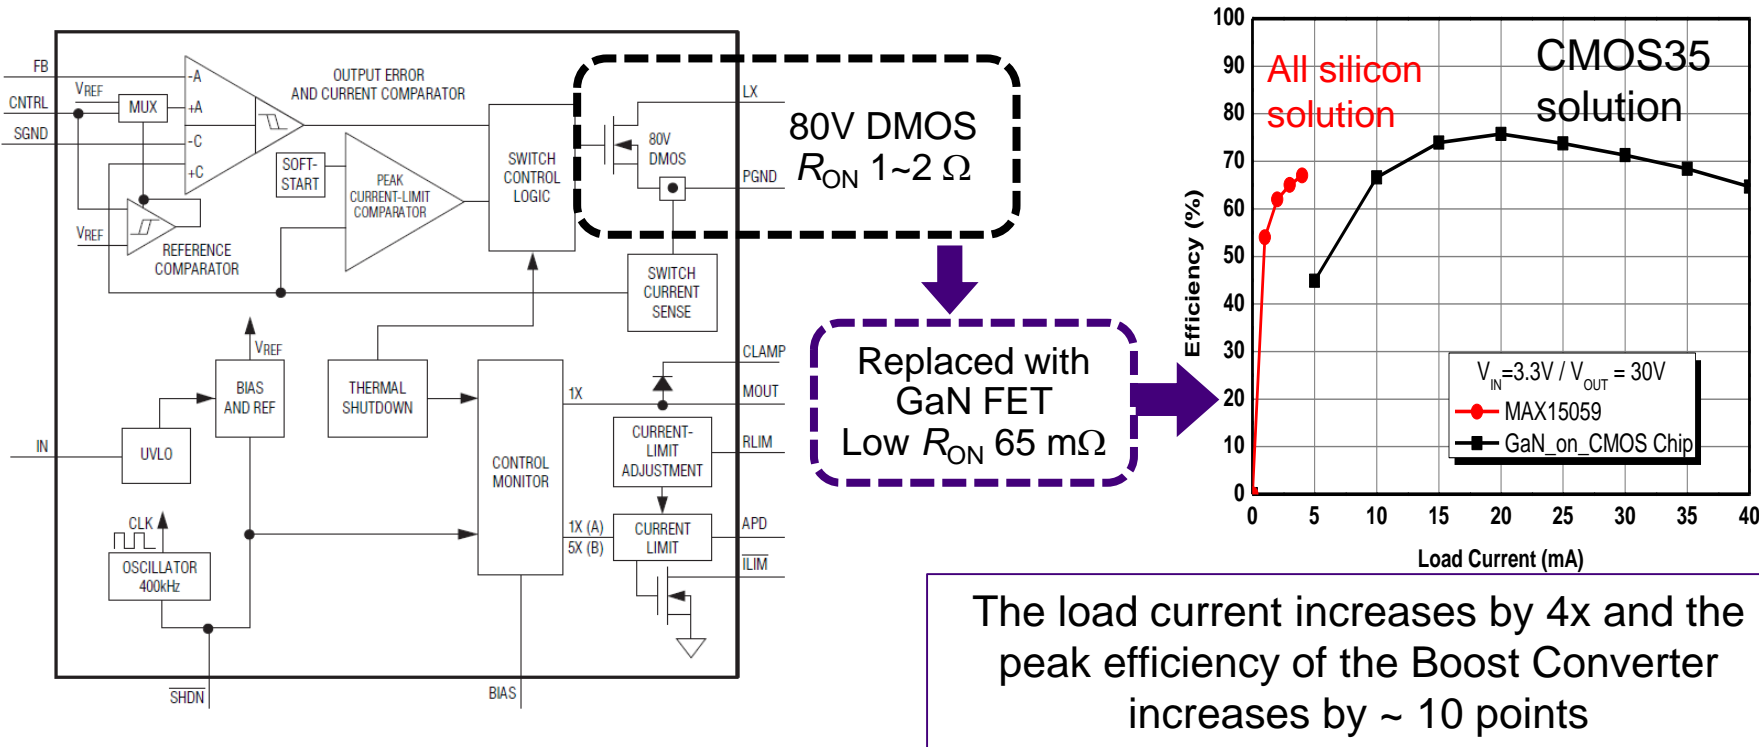 FB
CNTRL
SGND
VREF
MUX
-A
+A
-C
+C
OUTPUT ERROR
AND CURRENT COMPARATOR
SOFT-
START
PEAK
CURRENT-LIMIT
COMPARATOR
VREF
REFERENCE
COMPARATOR
SWITCH
CONTROL
LOGIC
80V
DMOS
LX
PGND
80V DMOS
RON 1~2 Ω
SWITCH
CURRENT
SENSE
VREF
BIAS
AND REF
THERMAL
SHUTDOWN
IN
UVLO
CLK
OSCILLATOR
400kHz
SHDN
CONTROL
MONITOR
1X
1X (A)
5X (B)
BIAS
CURRENT-
LIMIT
ADJUSTMENT
CURRENT
LIMIT
CLAMP
MOUT
RLIM
APD
ILIM
Replaced with
GaN FET
Low RON 65 mΩ
All silicon
solution
CMOS35
solution
Efficiency (%)
100
90
80
70
60
50
40
30
20
10
0
VIN=3.3V / VOUT = 30V
MAX15059
GaN_on_CMOS Chip
0 5 10 15 20 25 30 35 40
Load Current (mA)
The load current increases by 4x and the
peak efficiency of the Boost Converter
increases by ~ 10 points